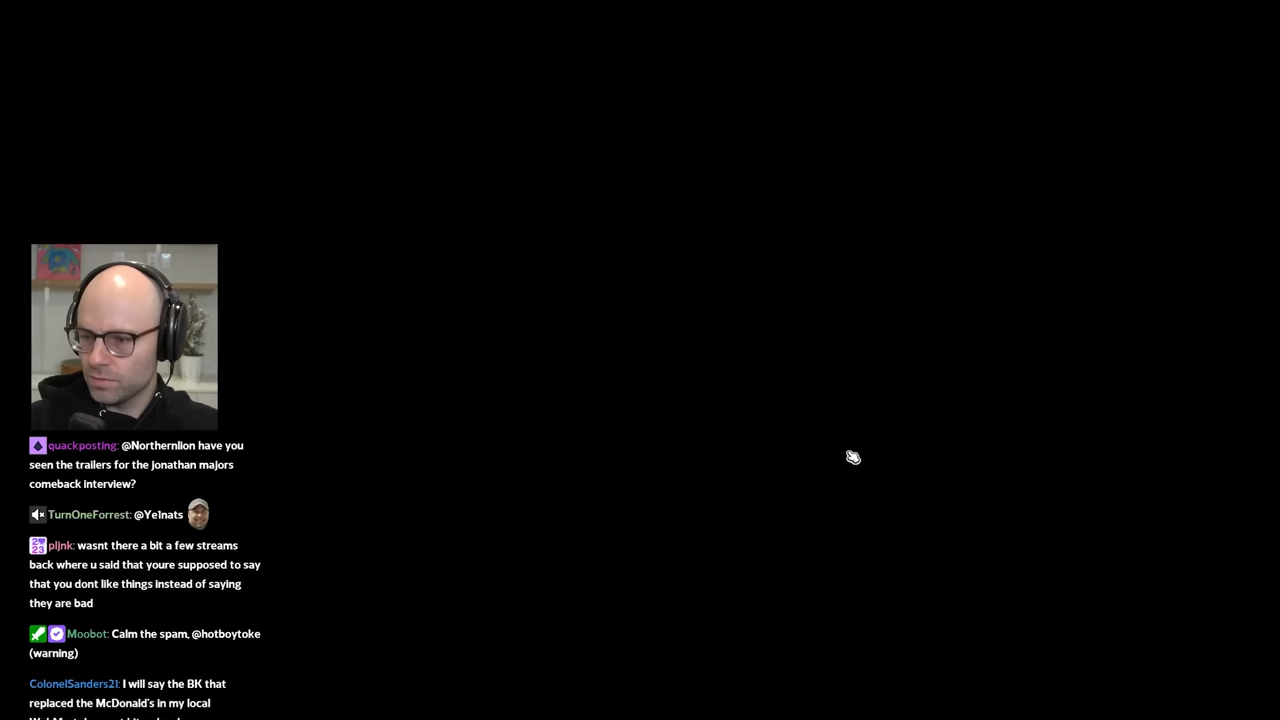 quackposting: @Northernlion have you
seen the trailers for the jonathan majors
comeback interview?
TurnOneForrest: @Ye1nats
pljnk: wasnt there a bit a few streams
back where u said that youre supposed to say
that you dont like things instead of saying
they are bad
Moobot: Calm the spam, @hotboytoke
(warning)
ColonelSanders21: I will say the BK that
replaced the McDonald's in my local